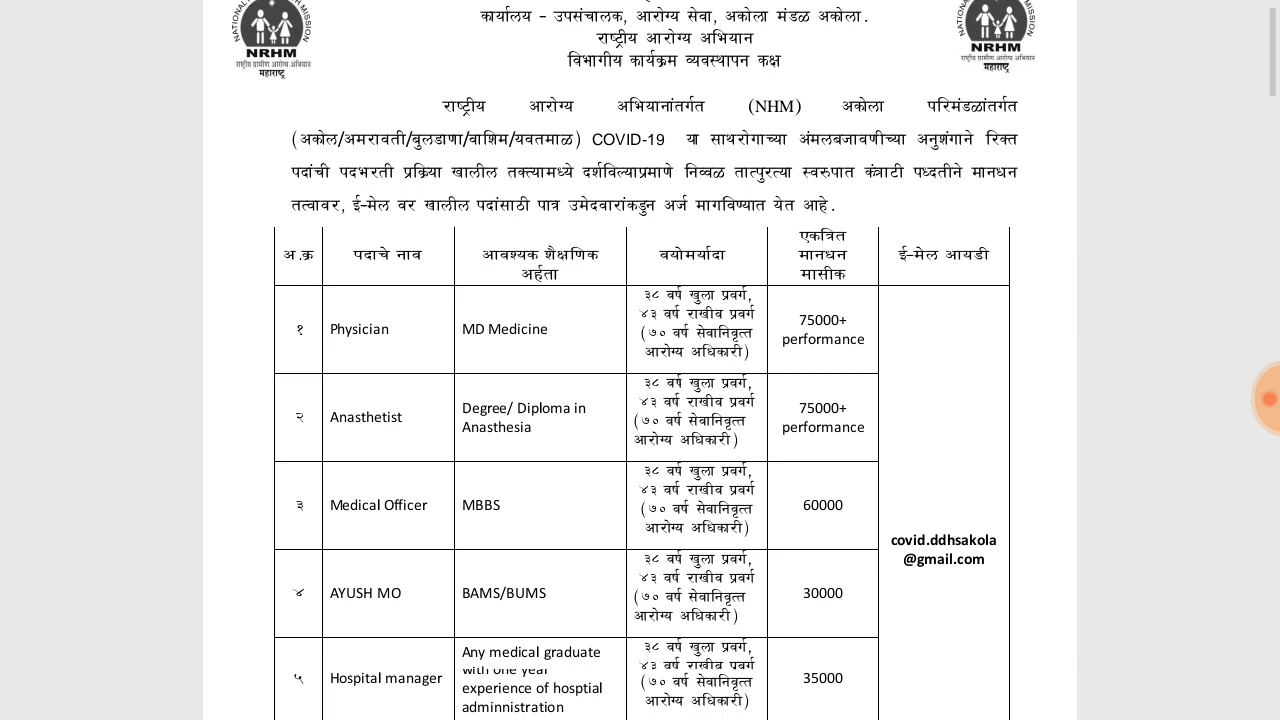 कार्यालय - उपसंचालक, आरोग्य सेवा, अकोला मंडळ अकोला.
राष्ट्रीय आरोग्य अभियान
विभागीय कार्यक्रम व्यवस्थापन कक्ष
NATIONAL
MISSION
NRHM
राष्ट्रीय ग्रामीण आरोग्य अभियान
महाराष्ट्र
NATIONAL
MISSION
NRHM
राष्ट्रीय ग्रामीण आरोग्य अभियान
महाराष्ट्र
राष्ट्रीय आरोग्य अभियानांतर्गत (NHM) अकोला परिमंडळांतर्गत
(अकोल/अमरावती/बुलडाणा/वाशिम/यवतमाळ) COVID-19 या साथरोगाच्या अंमलबजावणीच्या अनुशंगाने रिक्त
पदांची पदभरती प्रक्रिया खालील तक्त्यामध्ये दर्शविल्याप्रमाणे निव्वळ तात्पुरत्या स्वरुपात कंत्राटी पध्दतीने मानधन
तत्वावर, ई-मेल वर खालील पदांसाठी पात्र उमेदवारांकडुन अर्ज मागविण्यात येत आहे.
अ.क्र
पदाचे नाव
आवश्यक शैक्षणिक
अर्हता
वयोमर्यादा
एकत्रित
मानधन
मासीक
ई-मेल आयडी
१
Physician
MD Medicine
३८ वर्ष खुला प्रवर्ग,
४३ वर्ष राखीव प्रवर्ग
(७० वर्ष सेवानिवृत्त
आरोग्य अधिकारी)
75000+
performance
२
Anasthetist
Degree/ Diploma in
Anasthesia
३८ वर्ष खुला प्रवर्ग,
४३ वर्ष राखीव प्रवर्ग
(७० वर्ष सेवानिवृत्त
आरोग्य अधिकारी)
75000+
performance
३
Medical Officer
MBBS
३८ वर्ष खुला प्रवर्ग,
४३ वर्ष राखीव प्रवर्ग
(७० वर्ष सेवानिवृत्त
आरोग्य अधिकारी)
60000
covid.ddhsakola
@gmail.com
४
AYUSH MO
BAMS/BUMS
३८ वर्ष खुला प्रवर्ग,
४३ वर्ष राखीव प्रवर्ग
(७० वर्ष सेवानिवृत्त
आरोग्य अधिकारी)
30000
५
Hospital manager
Any medical graduate
with one year
experience of hosptial
adminnistration
३८ वर्ष खुला प्रवर्ग,
४३ वर्ष राखीव प्रवर्ग
(७० वर्ष सेवानिवृत्त
आरोग्य अधिकारी)
35000